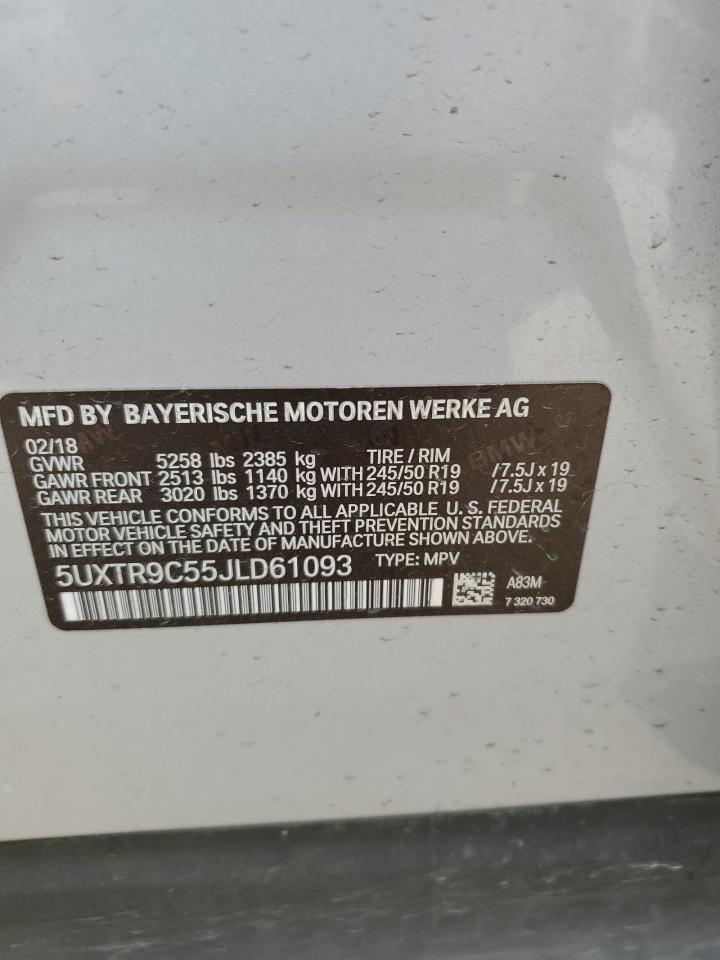 MFD BY BAYERISCHE MOTOREN WERKE AG
02/18
GVWR 5258 lbs 2385 kg TIRE / RIM
GAWR FRONT 2513 lbs 1140 kg WITH 245/50 R19 /7.5J x 19
GAWR REAR 3020 lbs 1370 kg WITH 245/50 R19 /7.5J x 19
THIS VEHICLE CONFORMS TO ALL APPLICABLE U.S. FEDERAL
MOTOR VEHICLE SAFETY AND THEFT PREVENTION STANDARDS
IN EFFECT ON THE DATE OF MANUFACTURE SHOWN ABOVE.
5UXTR9C55JLD61093 TYPE: MPV
A83M
7 320 730
BMW